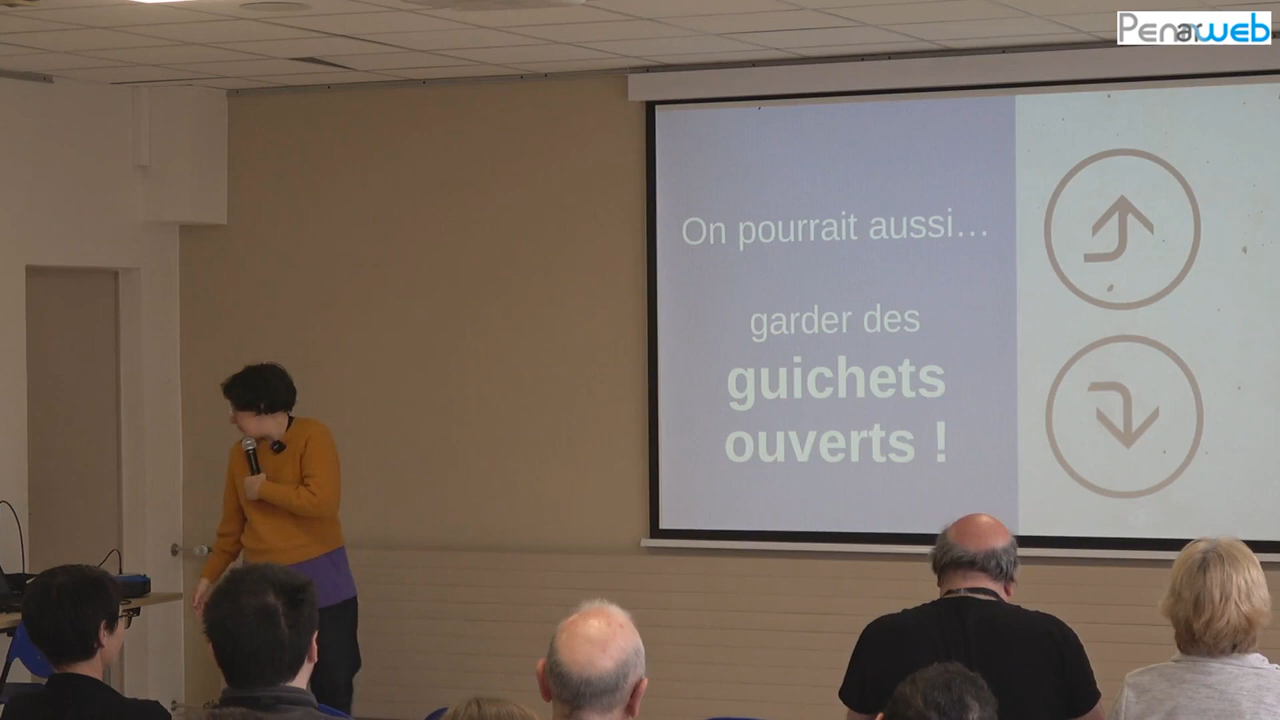 Penarweb
On pourrait aussi…
garder des
guichets
ouverts !